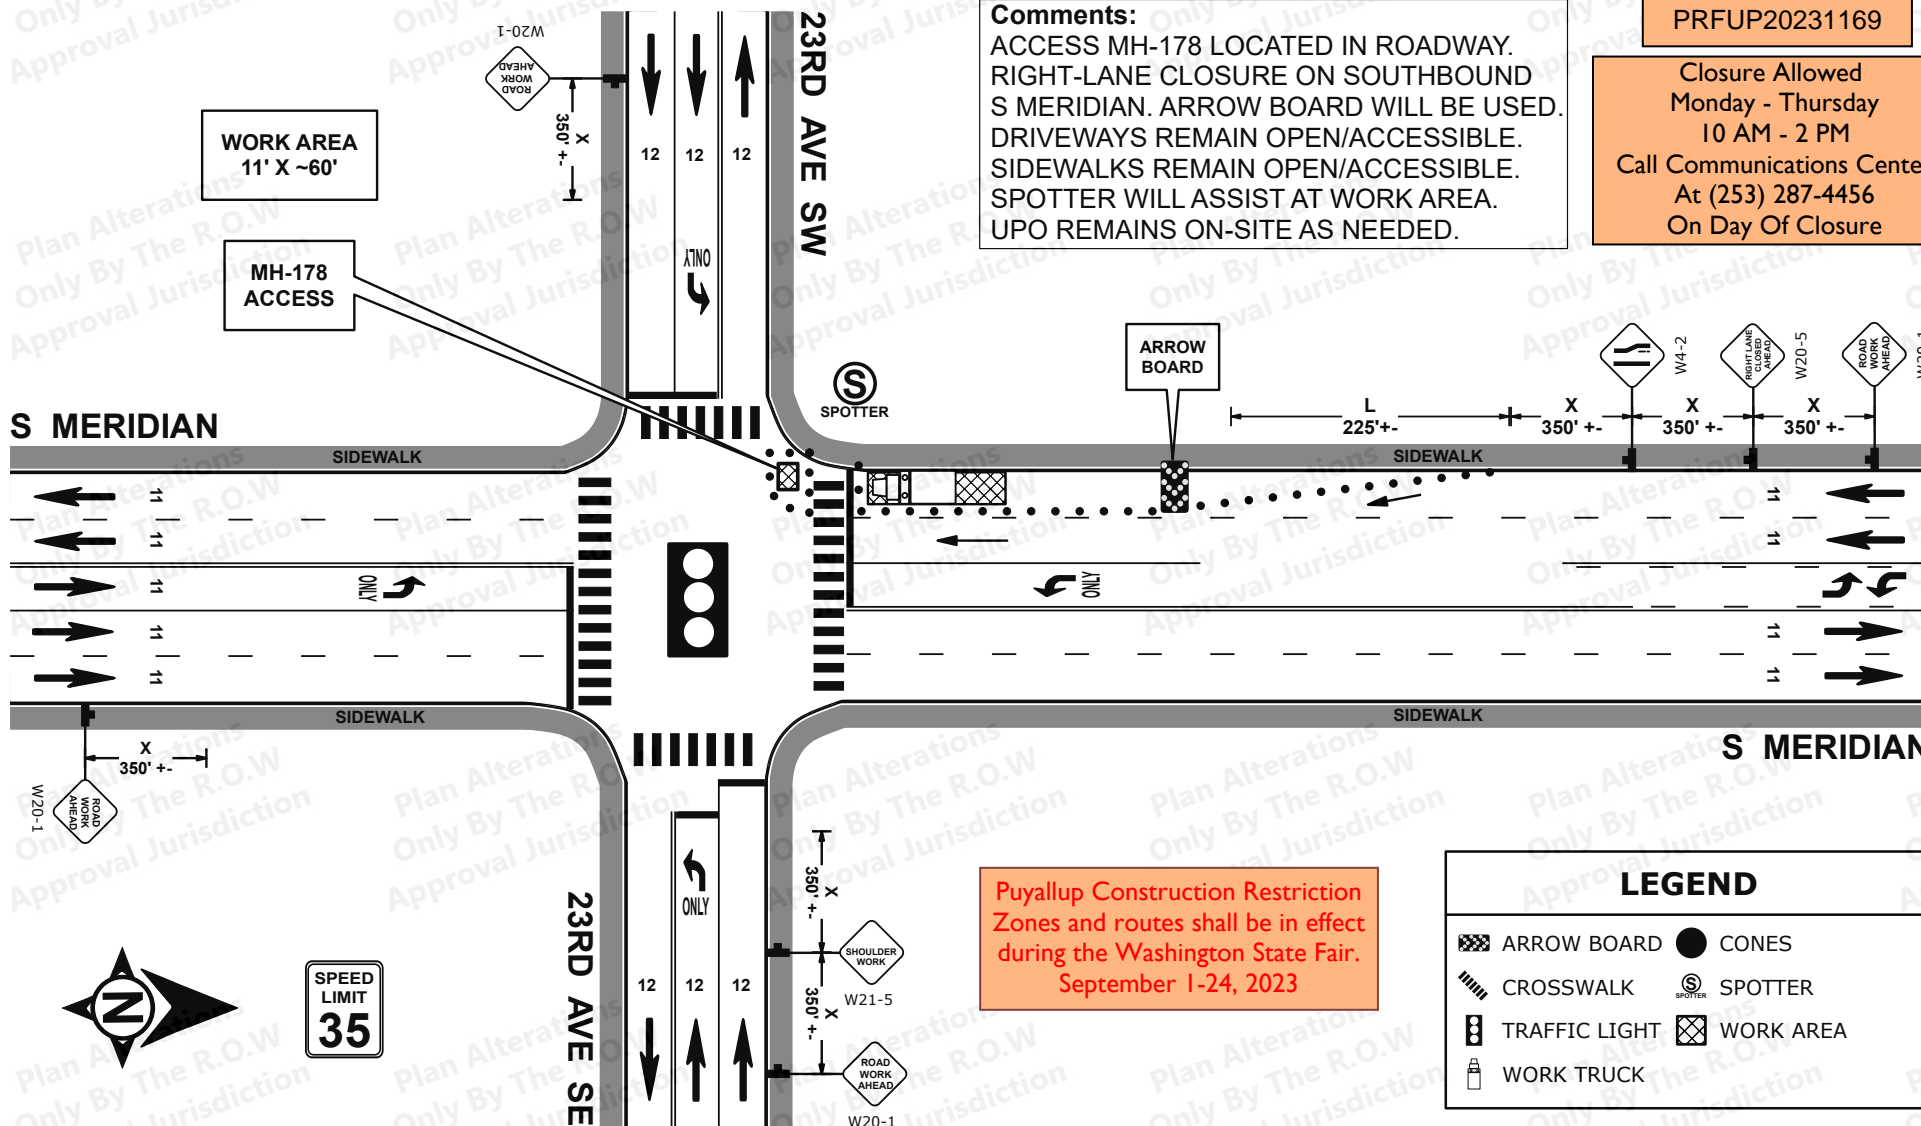 Comments:
ACCESS MH-178 LOCATED IN ROADWAY.
RIGHT-LANE CLOSURE ON SOUTHBOUND
S MERIDIAN. ARROW BOARD WILL BE USED.
DRIVEWAYS REMAIN OPEN/ACCESSIBLE.
SIDEWALKS REMAIN OPEN/ACCESSIBLE.
SPOTTER WILL ASSIST AT WORK AREA.
UPO REMAINS ON-SITE AS NEEDED.
PRFUP20231169
Closure Allowed
Monday - Thursday
10 AM - 2 PM
Call Communications Cente
At (253) 287-4456
On Day Of Closure
W20-1
ROAD
WORK
AHEAD
X
350' +-
WORK AREA
11' X ~60'
MH-178
ACCESS
12
12
12
ONLY
23RD AVE SW
S
SPOTTER
ARROW
BOARD
L
225'+-
X
350' +-
X
350' +-
X
350' +-
W4-2
RIGHT LANE
CLOSED
AHEAD
W20-5
ROAD
WORK
AHEAD
W20-1
S MERIDIAN
SIDEWALK
SIDEWALK
11
11
11
11
11
ONLY
ONLY
11
11
11
11
SIDEWALK
SIDEWALK
S MERIDIAN
X
350' +-
W20-1
ROAD
WORK
AHEAD
ONLY
12
12
12
23RD AVE SE
X
350' +-
SHOULDER
WORK
W21-5
X
350' +-
ROAD
WORK
AHEAD
W20-1
N
SPEED
LIMIT
35
Puyallup Construction Restriction
Zones and routes shall be in effect
during the Washington State Fair.
September 1-24, 2023
LEGEND
ARROW BOARD
CONES
CROSSWALK
S
SPOTTER
SPOTTER
TRAFFIC LIGHT
WORK AREA
WORK TRUCK
Plan Alterations
Only By The R.O.W
Approval Jurisdiction